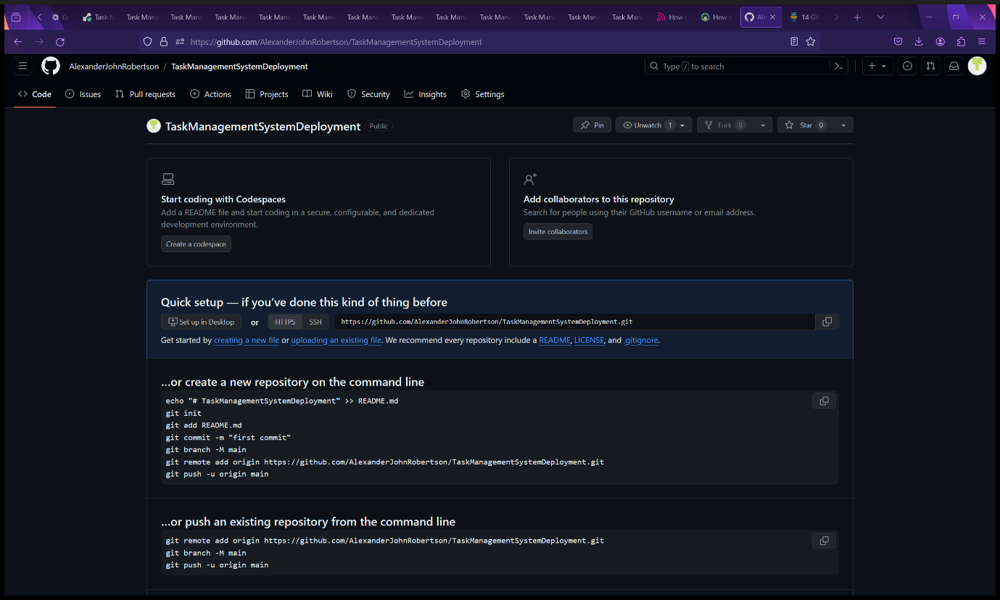 Task Task Mana Task Mana Task Mana Task Mana Task Mana Task Mana Task Mana Task Mana Task Mana Task Mana Task Mana Task Mana How How 14 Gi
https://github.com/AlexanderJohnRobertson/TaskManagementSystemDeployment
AlexanderJohnRobertson / TaskManagementSystemDeployment Type / to search
Code Issues Pull requests Actions Projects Wiki Security Insights Settings
TaskManagementSystemDeployment Public Pin Unwatch 1 Fork 0 Star 0
Start coding with Codespaces
Add a README file and start coding in a secure, configurable, and dedicated
development environment.
Create a codespace
Add collaborators to this repository
Search for people using their GitHub username or email address.
Invite collaborators
Quick setup — if you’ve done this kind of thing before
Set up in Desktop or HTTPS SSH https://github.com/AlexanderJohnRobertson/TaskManagementSystemDeployment.git
Get started by creating a new file or uploading an existing file. We recommend every repository include a README, LICENSE, and .gitignore.
…or create a new repository on the command line
echo "# TaskManagementSystemDeployment" >> README.md
git init
git add README.md
git commit -m "first commit"
git branch -M main
git remote add origin https://github.com/AlexanderJohnRobertson/TaskManagementSystemDeployment.git
git push -u origin main
…or push an existing repository from the command line
git remote add origin https://github.com/AlexanderJohnRobertson/TaskManagementSystemDeployment.git
git branch -M main
git push -u origin main